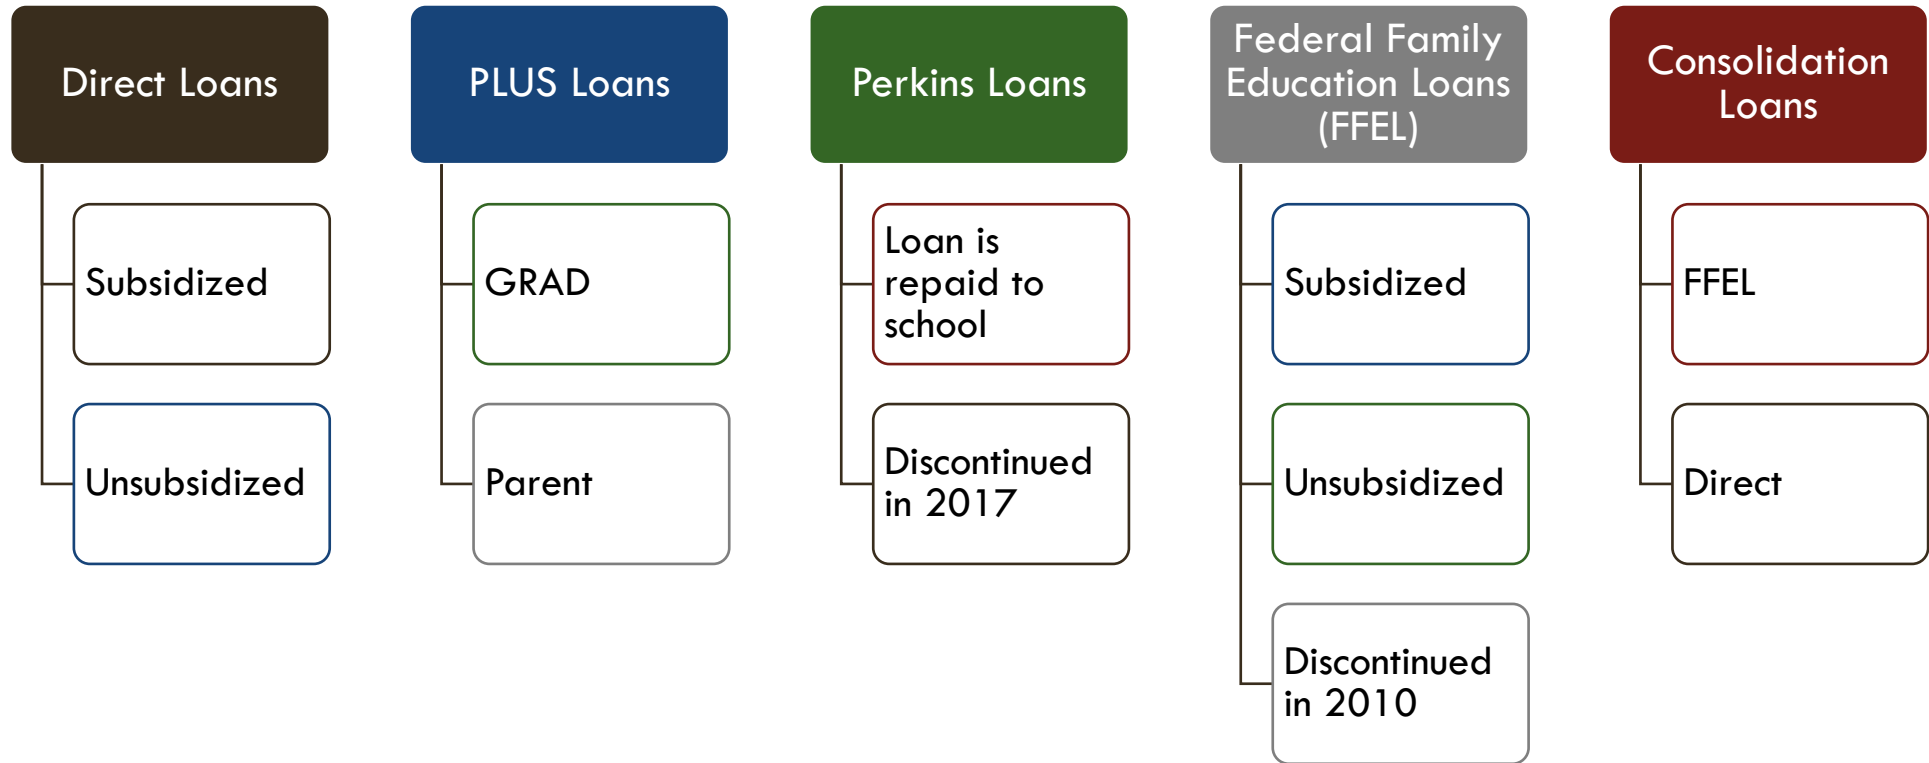 Direct Loans
Subsidized
Unsubsidized
PLUS Loans
GRAD
Parent
Perkins Loans
Loan is
repaid to
school
Discontinued
in 2017
Federal Family
Education Loans
(FFEL)
Subsidized
Unsubsidized
Discontinued
in 2010
Consolidation
Loans
FFEL
Direct